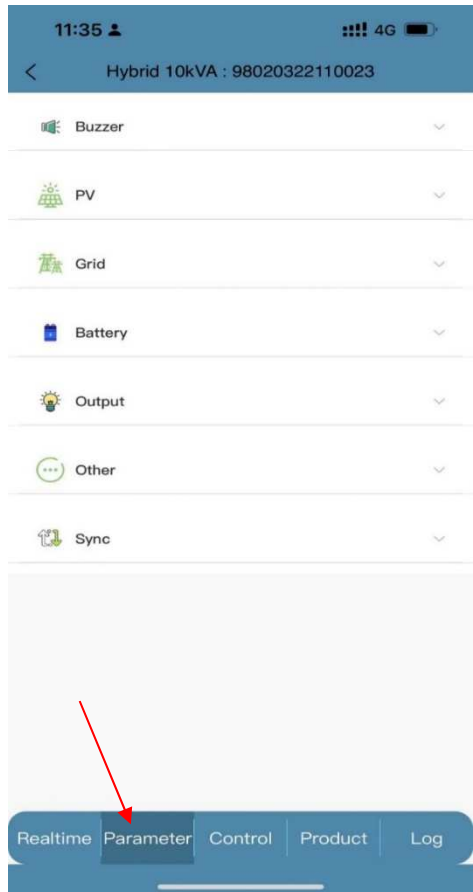 11:35 4G
Hybrid 10kVA : 98020322110023
Buzzer
PV
Grid
Battery
Output
Other
Sync
Realtime Parameter Control Product Log